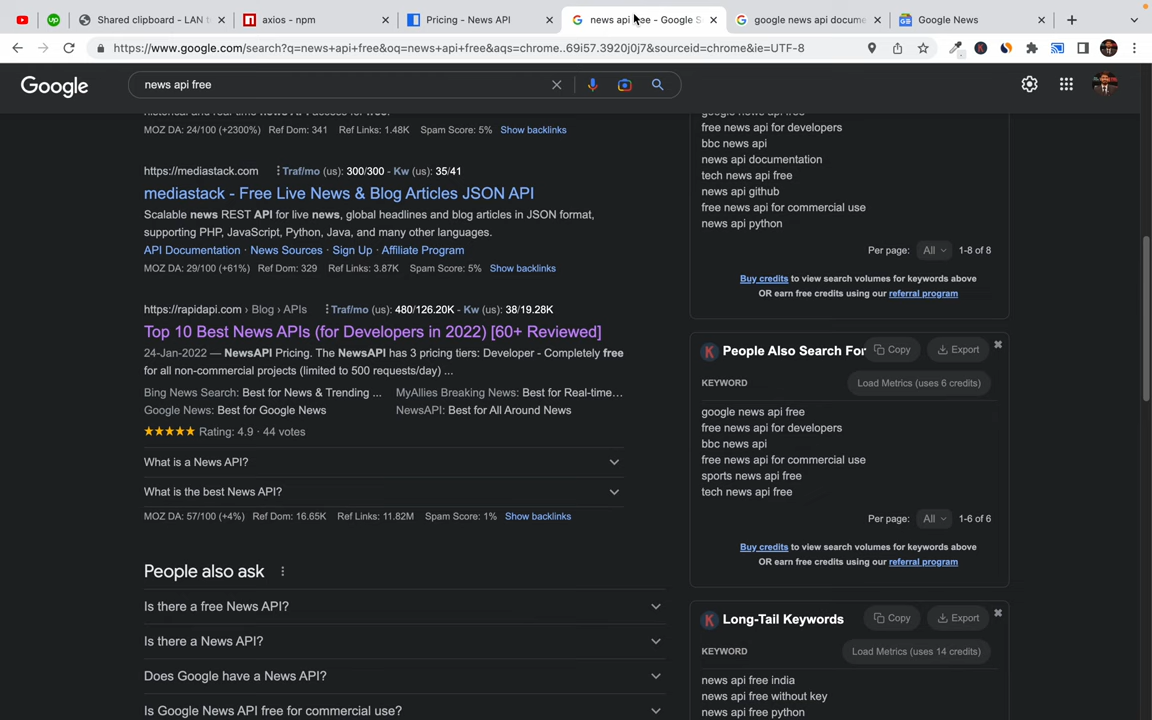 Shared clipboard - LAN t
axios - npm
Pricing - News API
news api free - Google S
google news api docume
Google News
https://www.google.com/search?q=news+api+free&oq=news+api+free&aqs=chrome..69i57.3920j0j7&sourceid=chrome&ie=UTF-8
Google
news api free
MOZ DA: 24/100 (+2300%) Ref Dom: 341 Ref Links: 1.48K Spam Score: 5% Show backlinks
https://mediastack.com Traf/mo (us): 300/300 - Kw (us): 35/41
mediastack - Free Live News & Blog Articles JSON API
Scalable news REST API for live news, global headlines and blog articles in JSON format,
supporting PHP, JavaScript, Python, Java, and many other languages.
API Documentation · News Sources · Sign Up · Affiliate Program
MOZ DA: 29/100 (+61%) Ref Dom: 329 Ref Links: 3.87K Spam Score: 5% Show backlinks
https://rapidapi.com › Blog › APIs Traf/mo (us): 480/126.20K - Kw (us): 38/19.28K
Top 10 Best News APIs (for Developers in 2022) [60+ Reviewed]
24-Jan-2022 — NewsAPI Pricing. The NewsAPI has 3 pricing tiers: Developer - Completely free
for all non-commercial projects (limited to 500 requests/day) ...
Bing News Search: Best for News & Trending ... MyAllies Breaking News: Best for Real-time...
Google News: Best for Google News NewsAPI: Best for All Around News
Rating: 4.9 · 44 votes
What is a News API?
What is the best News API?
MOZ DA: 57/100 (+4%) Ref Dom: 16.65K Ref Links: 11.82M Spam Score: 1% Show backlinks
People also ask
Is there a free News API?
Is there a News API?
Does Google have a News API?
Is Google News API free for commercial use?
free news api for developers
bbc news api
news api documentation
tech news api free
news api github
free news api for commercial use
news api python
Per page: All 1-8 of 8
Buy credits to view search volumes for keywords above
OR earn free credits using our referral program
K People Also Search For Copy Export
KEYWORD Load Metrics (uses 6 credits)
google news api free
free news api for developers
bbc news api
free news api for commercial use
sports news api free
tech news api free
Per page: All 1-6 of 6
Buy credits to view search volumes for keywords above
OR earn free credits using our referral program
K Long-Tail Keywords Copy Export
KEYWORD Load Metrics (uses 14 credits)
news api free india
news api free without key
news api free python